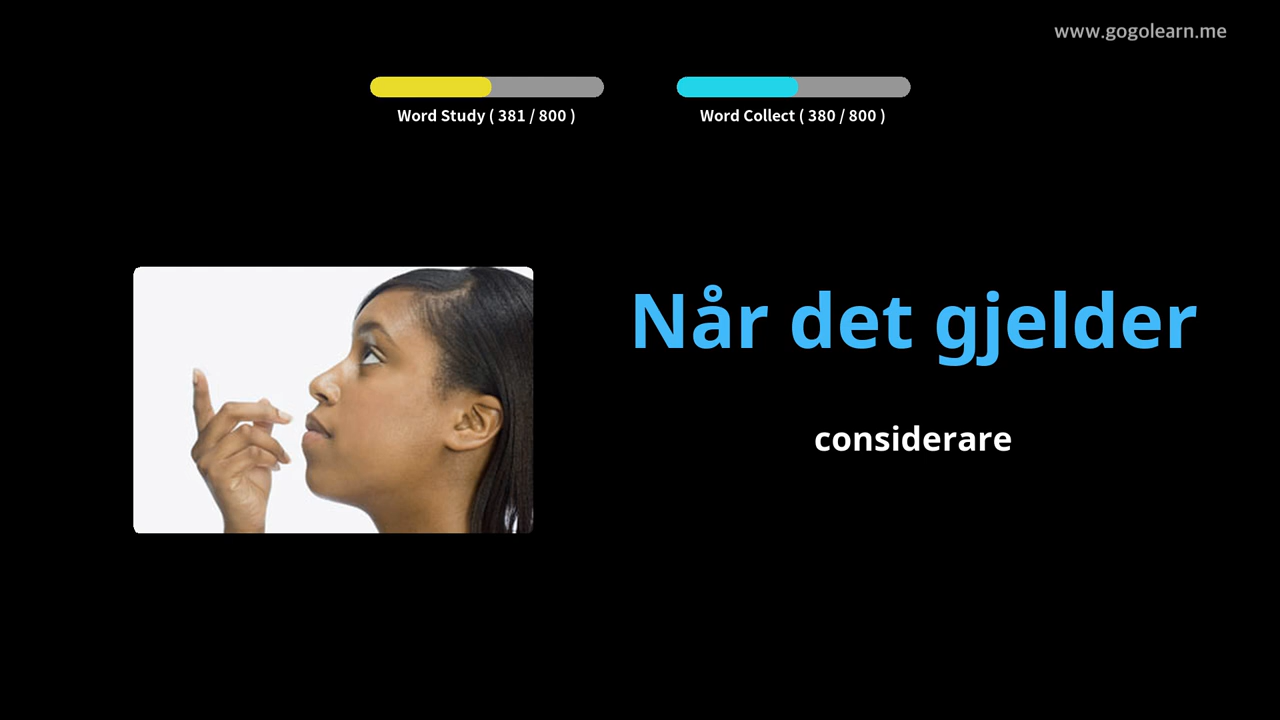 www.gogolearn.me
Word Study ( 381 / 800 )
Word Collect ( 380 / 800 )
Når det gjelder
considerare